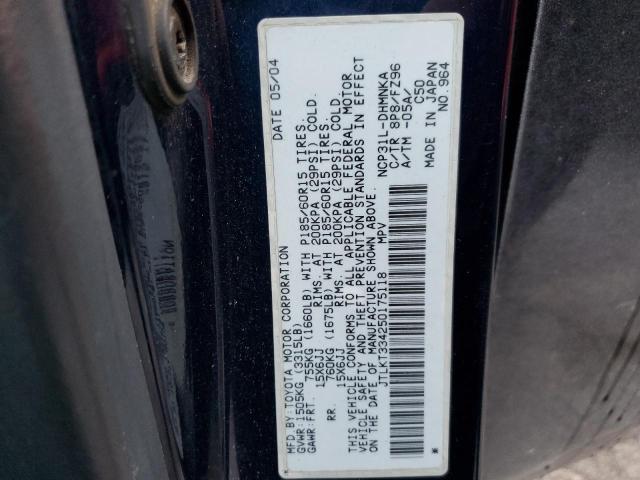 MFD.BY:TOYOTA MOTOR CORPORATION DATE 05/04
GVWR:1505KG (3315LB)
GAWR:FRT. 755KG (1660LB) WITH P185/60R15 TIRES.
15X6JJ RIMS. AT 200KPA (29PSI) COLD.
RR. 760KG (1675LB) WITH P185/60R15 TIRES.
15X6JJ RIMS. AT 200KPA (29PSI) COLD.
THIS VEHICLE CONFORMS TO ALL APPLICABLE FEDERAL MOTOR
VEHICLE SAFETY AND THEFT PREVENTION STANDARDS IN EFFECT
ON THE DATE OF MANUFACTURE SHOWN ABOVE.
JTLKT334250175118 MPV NCP31L-DHMNKA
C/TR 8P8/FZ96
A/TM -05A/
C50
MADE IN JAPAN
NO.964